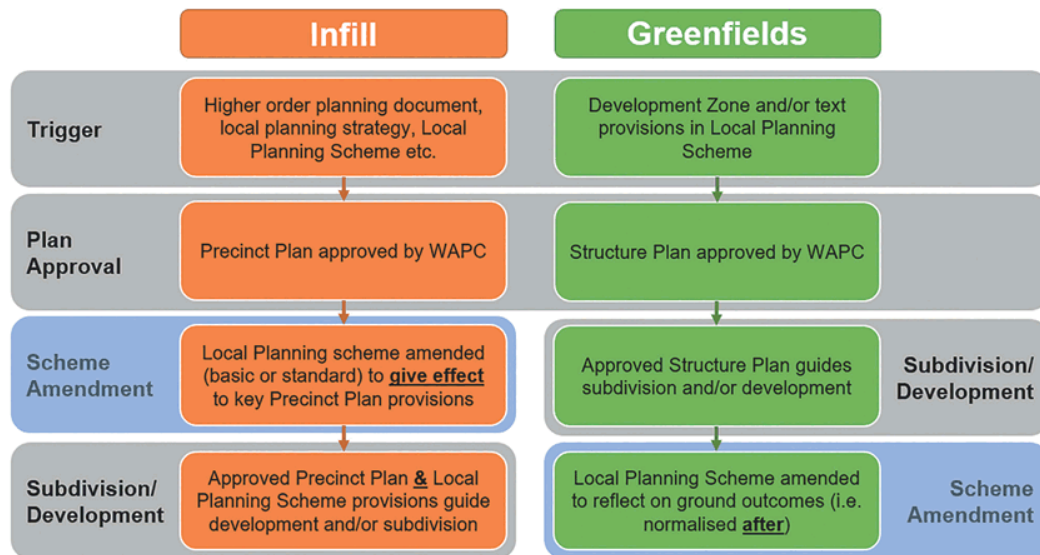 Infill
Greenfields
Trigger
Higher order planning document,
local planning strategy, Local
Planning Scheme etc.
Development Zone and/or text
provisions in Local Planning
Scheme
Plan
Approval
Precinct Plan approved by WAPC
Structure Plan approved by WAPC
Scheme
Amendment
Local Planning scheme amended
(basic or standard) to give effect
to key Precinct Plan provisions
Approved Structure Plan guides
subdivision and/or development
Subdivision/
Development
Subdivision/
Development
Approved Precinct Plan & Local
Planning Scheme provisions guide
development and/or subdivision
Local Planning Scheme amended
to reflect on ground outcomes (i.e.
normalised after)
Scheme
Amendment